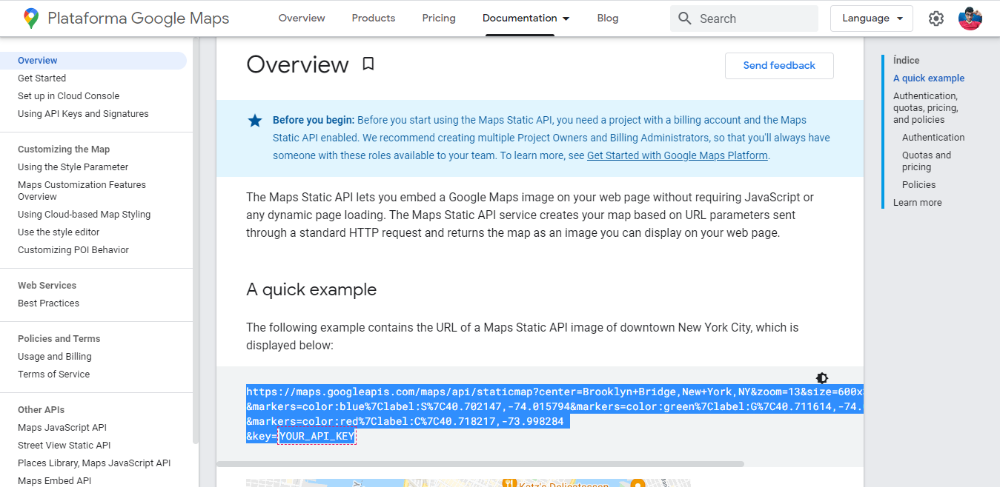 Plataforma Google Maps
Overview
Products
Pricing
Documentation
Blog
Search
Language
Overview
Get Started
Set up in Cloud Console
Using API Keys and Signatures
Customizing the Map
Using the Style Parameter
Maps Customization Features
Overview
Using Cloud-based Map Styling
Use the style editor
Customizing POI Behavior
Web Services
Best Practices
Policies and Terms
Usage and Billing
Terms of Service
Other APIs
Maps JavaScript API
Street View Static API
Places Library, Maps JavaScript API
Maps Embed API
Overview
Send feedback
Before you begin: Before you start using the Maps Static API, you need a project with a billing account and the Maps
Static API enabled. We recommend creating multiple Project Owners and Billing Administrators, so that you'll always have
someone with these roles available to your team. To learn more, see Get Started with Google Maps Platform.
The Maps Static API lets you embed a Google Maps image on your web page without requiring JavaScript or
any dynamic page loading. The Maps Static API service creates your map based on URL parameters sent
through a standard HTTP request and returns the map as an image you can display on your web page.
A quick example
The following example contains the URL of a Maps Static API image of downtown New York City, which is
displayed below:
https://maps.googleapis.com/maps/api/staticmap?center=Brooklyn+Bridge,New+York,NY&zoom=13&size=600x
&markers=color:blue%7Clabel:S%7C40.702147,-74.015794&markers=color:green%7Clabel:G%7C40.711614,-74.
&markers=color:red%7Clabel:C%7C40.718217,-73.998284
&key=YOUR_API_KEY
Katz's Delicatessen
Índice
A quick example
Authentication,
quotas, pricing,
and policies
Authentication
Quotas and
pricing
Policies
Learn more